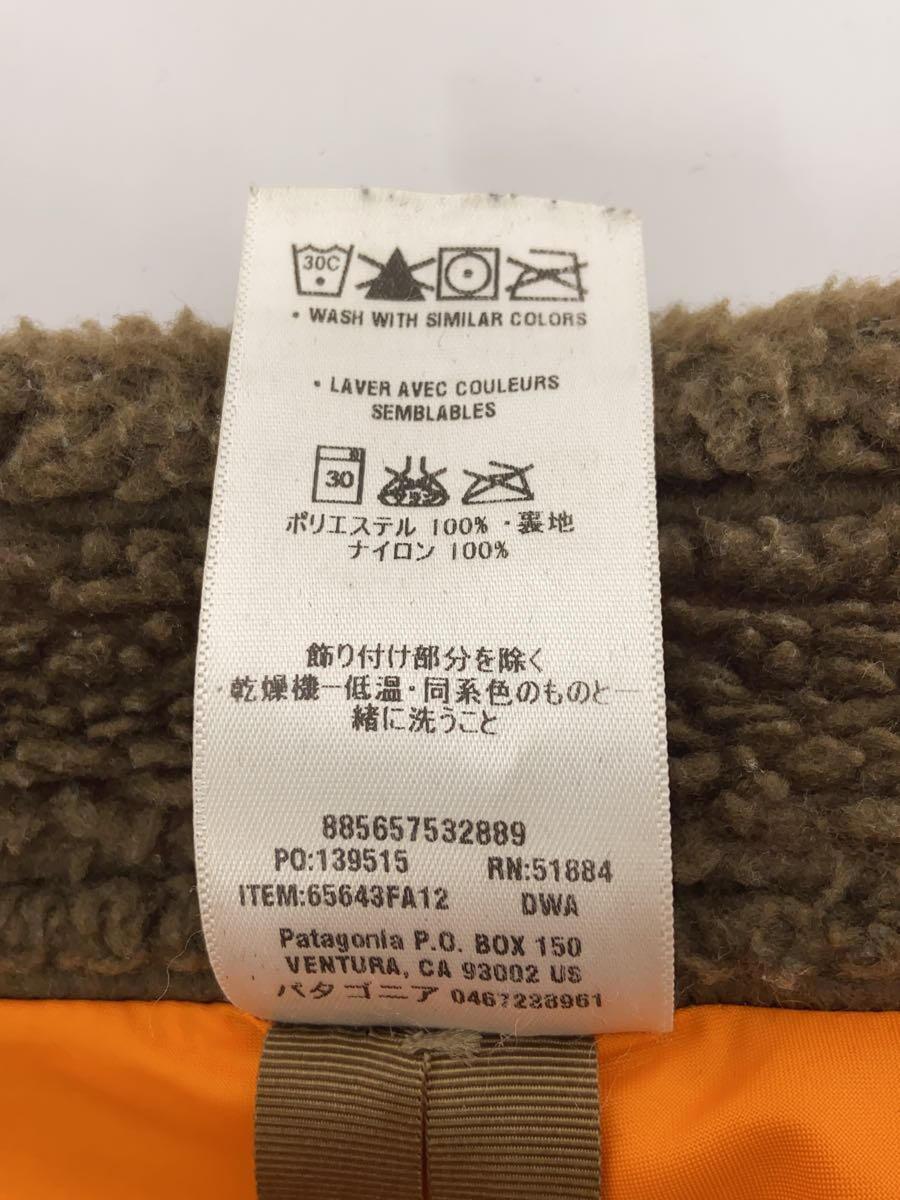 30C
• WASH WITH SIMILAR COLORS
• LAVER AVEC COULEURS
SEMBLABLES
30
ポリエステル 100% ・裏地
ナイロン 100%
飾り付け部分を除く
・乾燥機ー低温・同系色のものと一
緒に洗うこと
885657532889
PO:139515 RN:51884
ITEM:65643FA12 DWA
Patagonia P.O. BOX 150
VENTURA, CA 93002 US
パタゴニア 0467228961